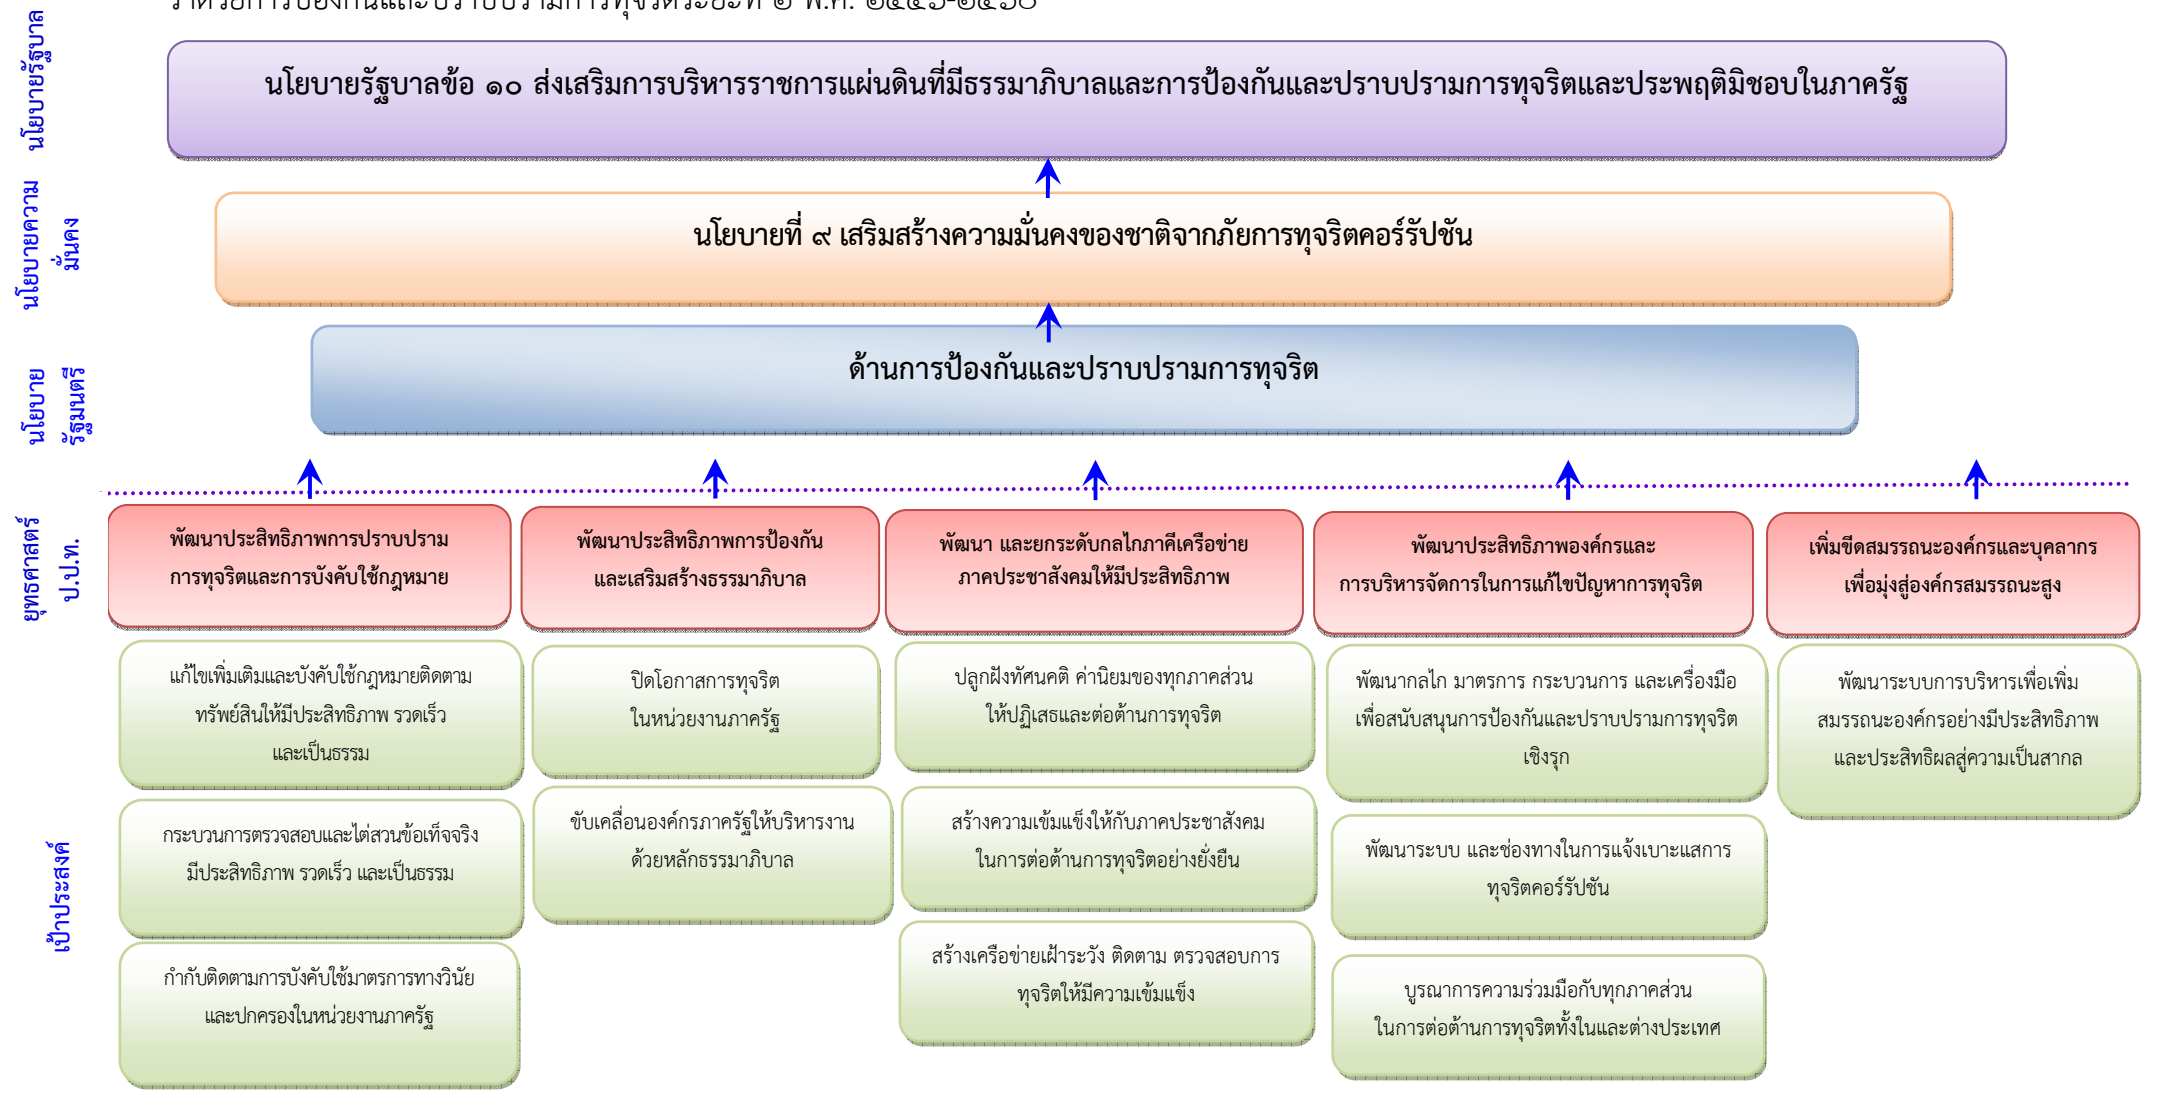 ว่าด้วยการป้องกันและปราบปรามการทุจริตระยะที่ ๒ พ.ศ. ๒๕๕๖-๒๕๖๐
นโยบายรัฐบาล
นโยบายรัฐบาลข้อ ๑๐ ส่งเสริมการบริหารราชการแผ่นดินที่มีธรรมาภิบาลและการป้องกันและปราบปรามการทุจริตและประพฤติมิชอบในภาครัฐ
นโยบายความ
มั่นคง
นโยบายที่ ๙ เสริมสร้างความมั่นคงของชาติจากภัยการทุจริตคอร์รัปชัน
นโยบาย
รัฐมนตรี
ด้านการป้องกันและปราบปรามการทุจริต
ยุทธศาสตร์
ป.ป.ท.
พัฒนาประสิทธิภาพการปราบปราม
การทุจริตและการบังคับใช้กฎหมาย
พัฒนาประสิทธิภาพการป้องกัน
และเสริมสร้างธรรมาภิบาล
พัฒนา และยกระดับกลไกภาคีเครือข่าย
ภาคประชาสังคมให้มีประสิทธิภาพ
พัฒนาประสิทธิภาพองค์กรและ
การบริหารจัดการในการแก้ไขปัญหาการทุจริต
เพิ่มขีดสมรรถนะองค์กรและบุคลากร
เพื่อมุ่งสู่องค์กรสมรรถนะสูง
เป้าประสงค์
แก้ไขเพิ่มเติมและบังคับใช้กฎหมายติดตาม
ทรัพย์สินให้มีประสิทธิภาพ รวดเร็ว
และเป็นธรรม
กระบวนการตรวจสอบและไต่สวนข้อเท็จจริง
มีประสิทธิภาพ รวดเร็ว และเป็นธรรม
กำกับติดตามการบังคับใช้มาตรการทางวินัย
และปกครองในหน่วยงานภาครัฐ
ปิดโอกาสการทุจริต
ในหน่วยงานภาครัฐ
ขับเคลื่อนองค์กรภาครัฐให้บริหารงาน
ด้วยหลักธรรมาภิบาล
ปลูกฝังทัศนคติ ค่านิยมของทุกภาคส่วน
ให้ปฏิเสธและต่อต้านการทุจริต
สร้างความเข้มแข็งให้กับภาคประชาสังคม
ในการต่อต้านการทุจริตอย่างยั่งยืน
สร้างเครือข่ายเฝ้าระวัง ติดตาม ตรวจสอบการ
ทุจริตให้มีความเข้มแข็ง
พัฒนากลไก มาตรการ กระบวนการ และเครื่องมือ
เพื่อสนับสนุนการป้องกันและปราบปรามการทุจริต
เชิงรุก
พัฒนาระบบ และช่องทางในการแจ้งเบาะแสการ
ทุจริตคอร์รัปชัน
บูรณาการความร่วมมือกับทุกภาคส่วน
ในการต่อต้านการทุจริตทั้งในและต่างประเทศ
พัฒนาระบบการบริหารเพื่อเพิ่ม
สมรรถนะองค์กรอย่างมีประสิทธิภาพ
และประสิทธิผลสู่ความเป็นสากล